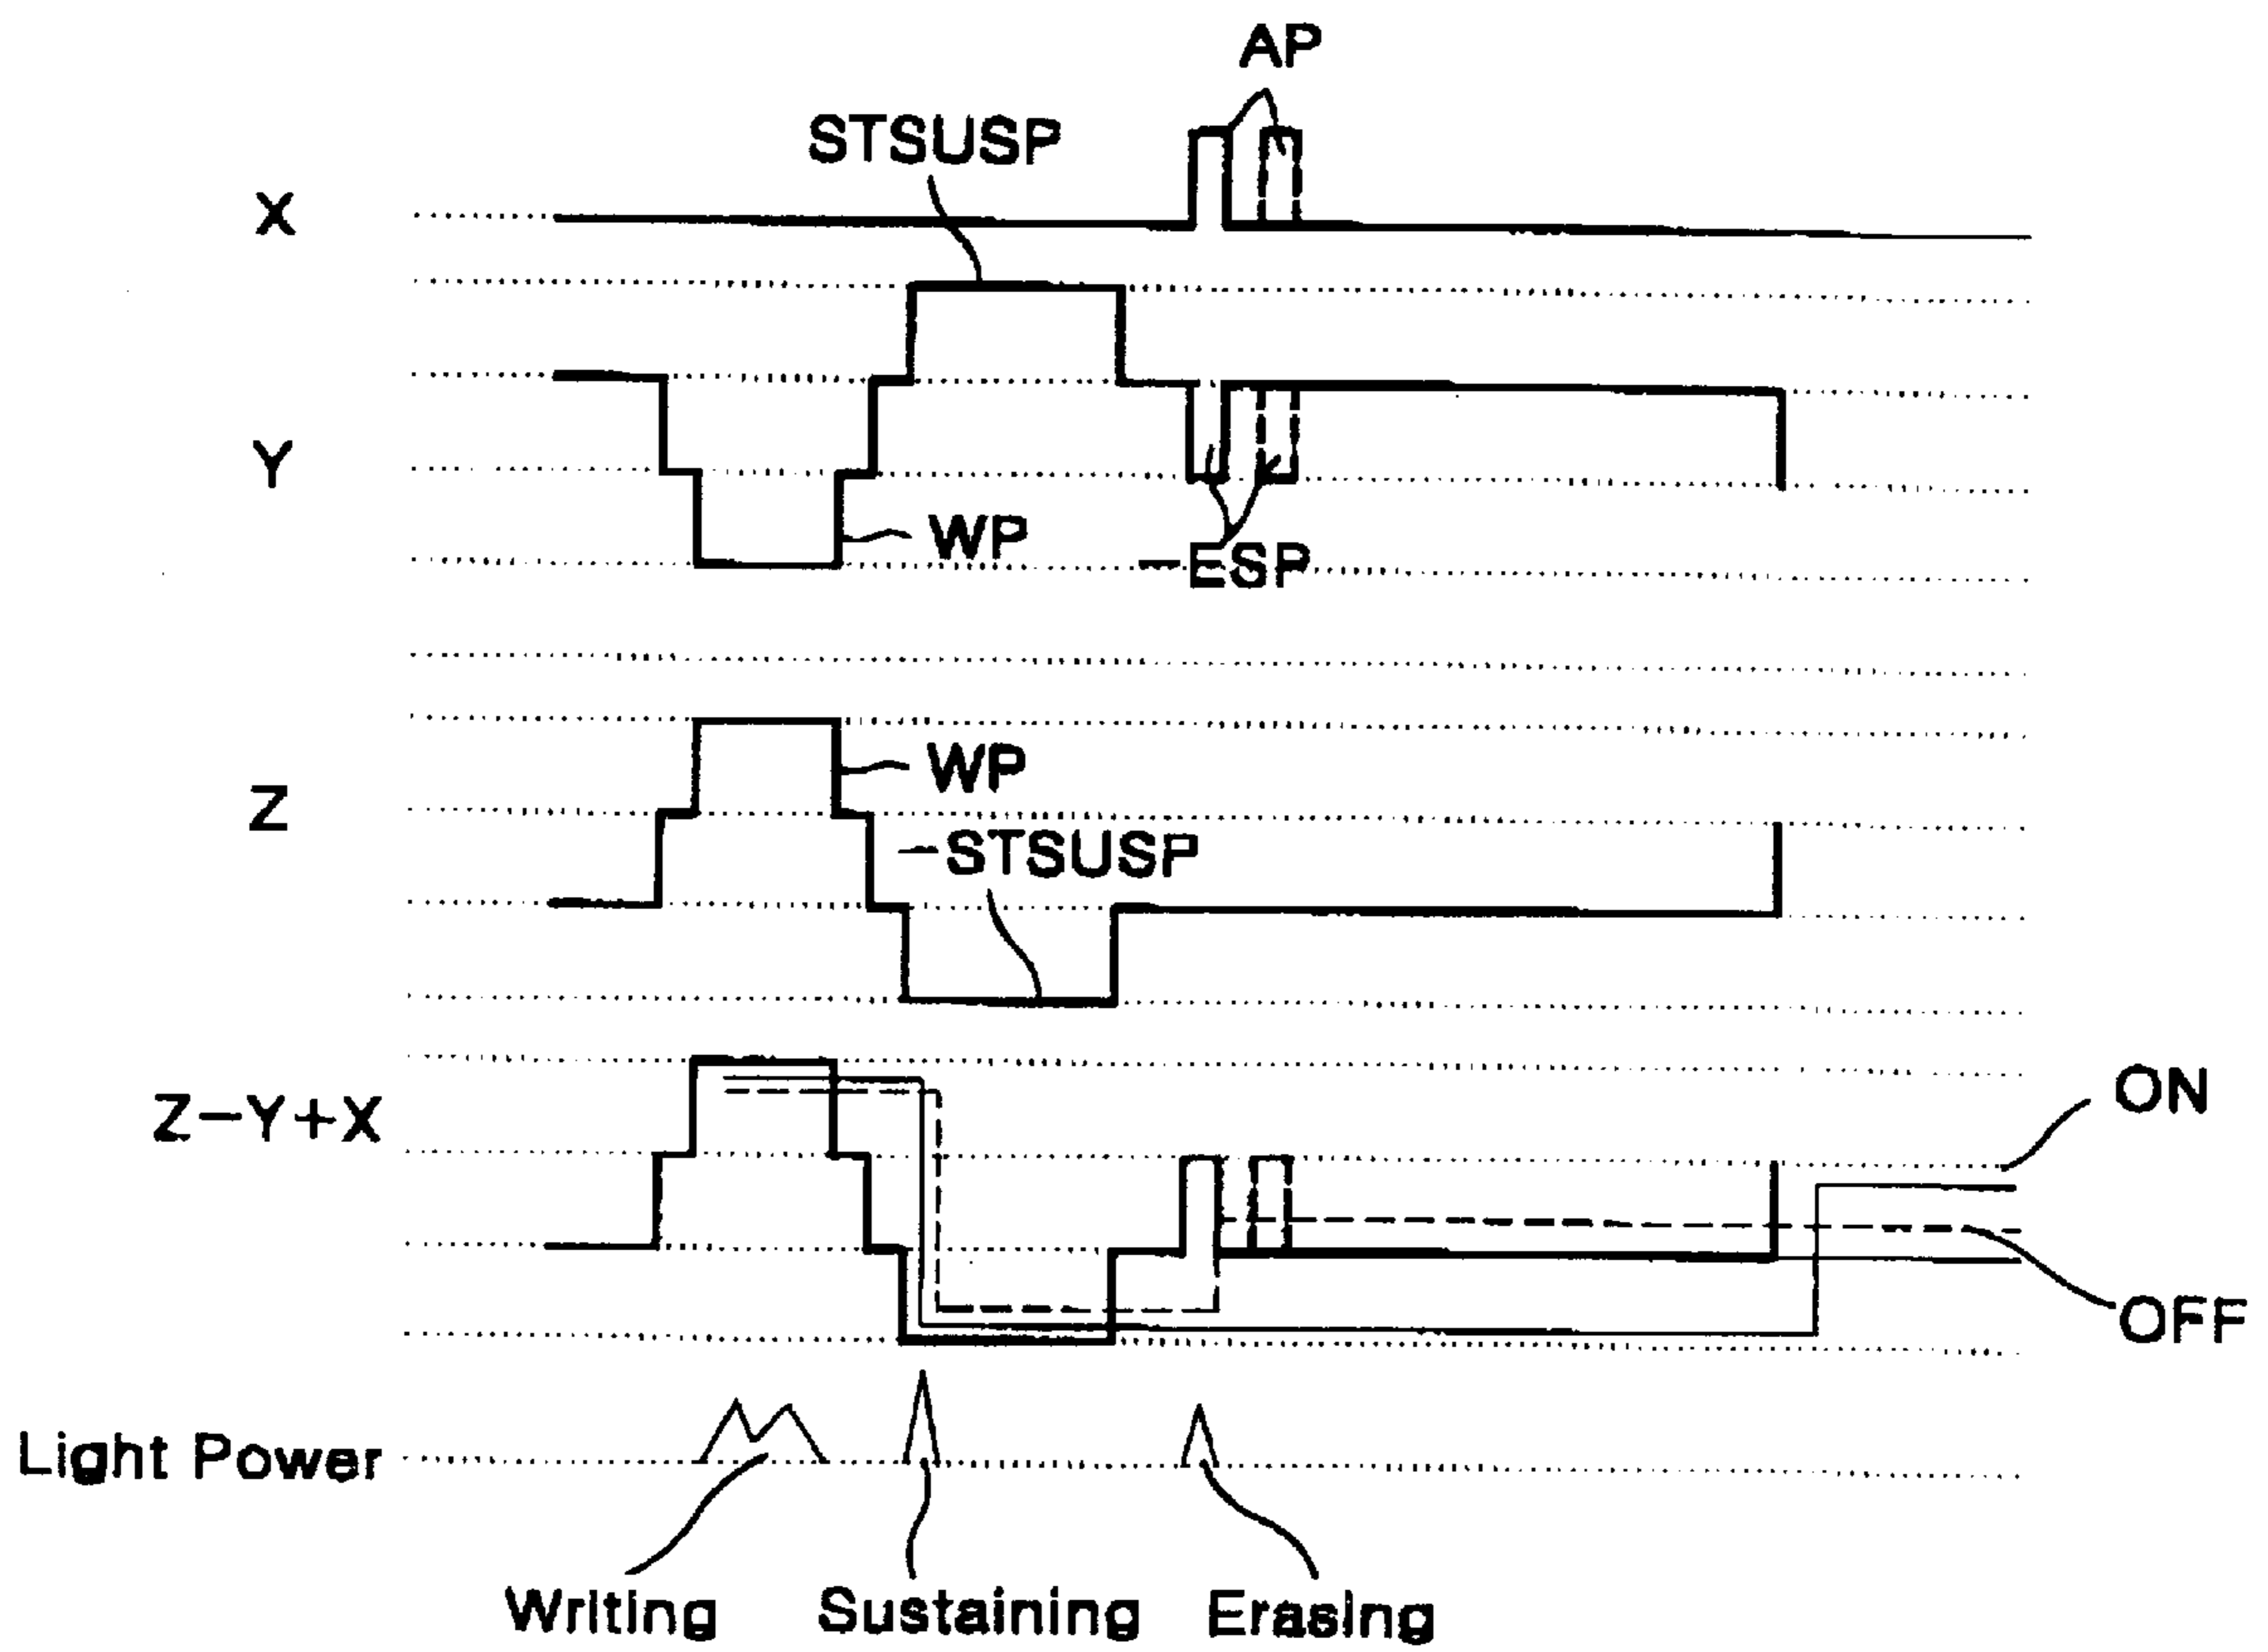 AP
STSUSP
X
Y
WP
-ESP
Z
WP
-STSUSP
Z-Y+X
ON
OFF
Light Power
Writing
Sustaining
Erasing